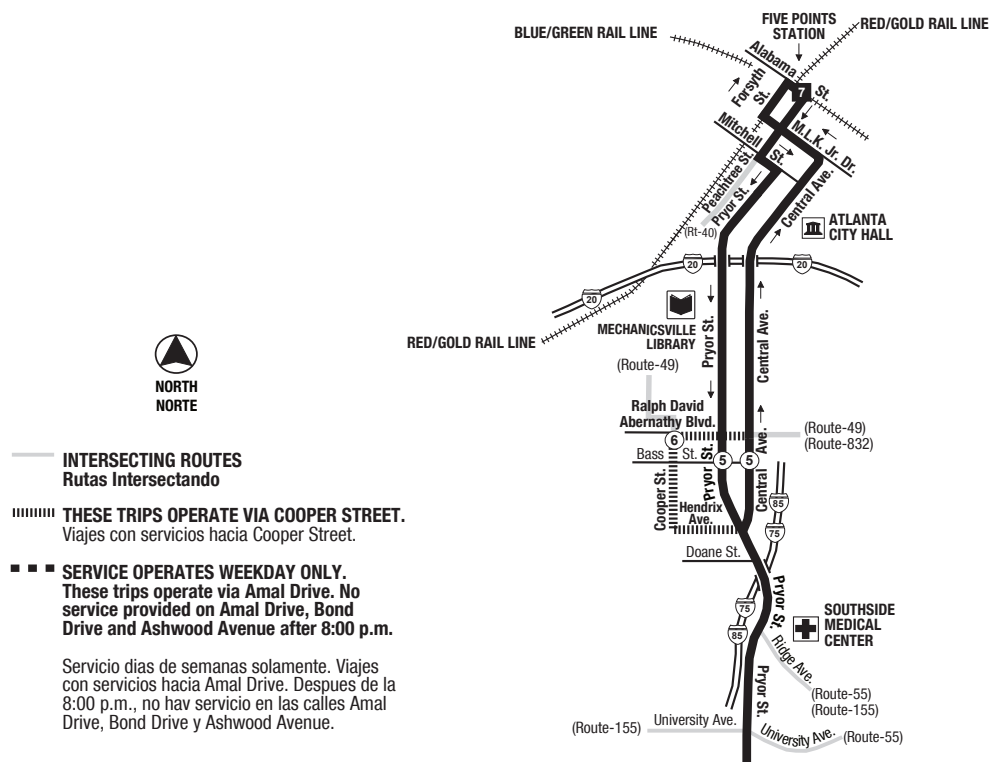 FIVE POINTS
STATION
RED/GOLD RAIL LINE
BLUE/GREEN RAIL LINE
Alabama St.
7
Forsyth
St.
Mitchell St.
M.L.K. Jr. Dr.
Peachtree St.
Pryor St.
Central Ave.
(Rt-40)
ATLANTA
CITY HALL
20
20
20
MECHANICSVILLE
LIBRARY
Pryor St.
Central Ave.
RED/GOLD RAIL LINE
(Route-49)
NORTH
NORTE
Ralph David
Abernathy Blvd.
6
(Route-49)
(Route-832)
Bass St.
5
5
Pryor St.
Central Ave.
Cooper St.
Hendrix
Ave.
85
75
Doane St.
75
85
Pryor St.
SOUTHSIDE
MEDICAL
CENTER
Ridge Ave.
(Route-55)
(Route-155)
Pryor St.
(Route-155)
University Ave.
University Ave.
(Route-55)
INTERSECTING ROUTES
Rutas Intersectando
THESE TRIPS OPERATE VIA COOPER STREET.
Viajes con servicios hacia Cooper Street.
SERVICE OPERATES WEEKDAY ONLY.
These trips operate via Amal Drive. No
service provided on Amal Drive, Bond
Drive and Ashwood Avenue after 8:00 p.m.
Servicio dias de semanas solamente. Viajes
con servicios hacia Amal Drive. Despues de la
8:00 p.m., no hav servicio en las calles Amal
Drive, Bond Drive y Ashwood Avenue.